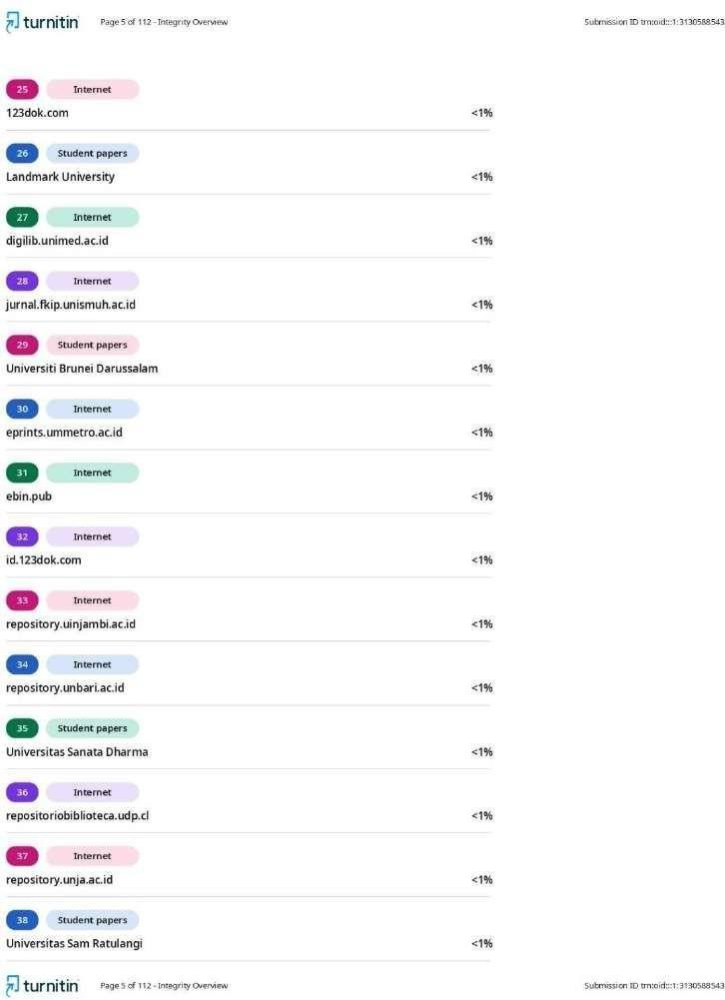 turnitin Page 5 of 112 - Integrity Overview Submission ID trn:oid:::1:3130588543
25 Internet
123dok.com <1%
26 Student papers
Landmark University <1%
27 Internet
digilib.unimed.ac.id <1%
28 Internet
jurnal.fkip.unismuh.ac.id <1%
29 Student papers
Universiti Brunei Darussalam <1%
30 Internet
eprints.ummetro.ac.id <1%
31 Internet
ebin.pub <1%
32 Internet
id.123dok.com <1%
33 Internet
repository.uinjambi.ac.id <1%
34 Internet
repository.unbari.ac.id <1%
35 Student papers
Universitas Sanata Dharma <1%
36 Internet
repositoriobiblioteca.udp.cl <1%
37 Internet
repository.unja.ac.id <1%
38 Student papers
Universitas Sam Ratulangi <1%
turnitin Page 5 of 112 - Integrity Overview Submission ID trn:oid:::1:3130588543